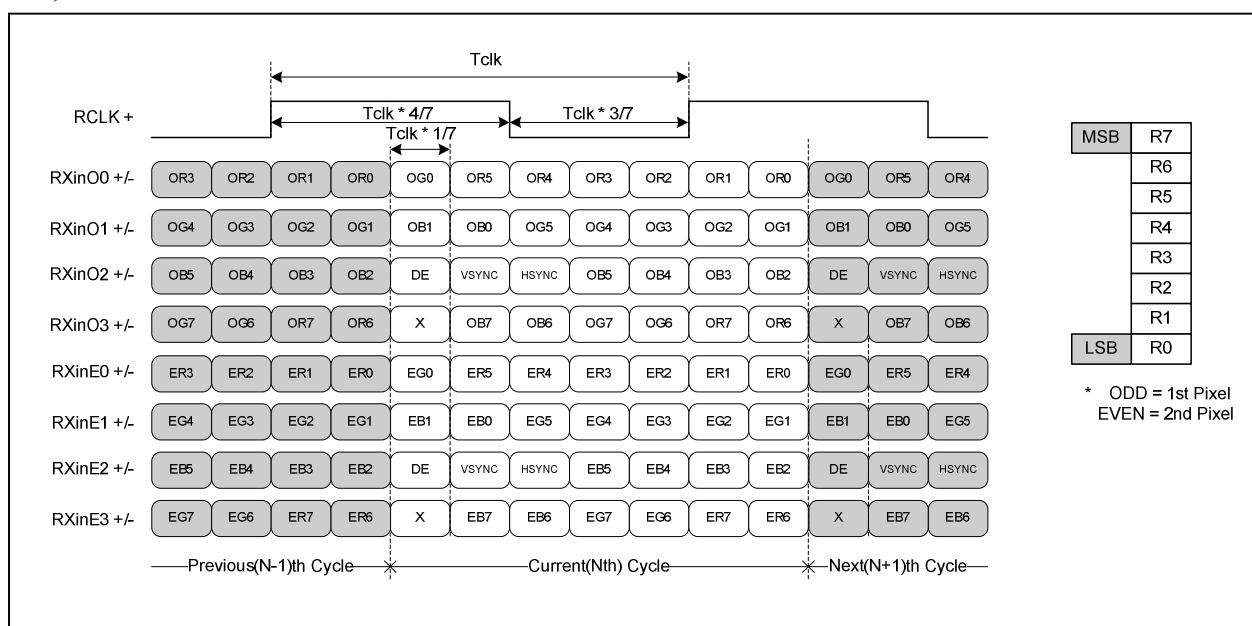 Tclk
RCLK +
Tclk * 4/7
Tclk * 3/7
Tclk * 1/7
RXinO0 +/- OR3 OR2 OR1 OR0 OG0 OR5 OR4 OR3 OR2 OR1 OR0 OG0 OR5 OR4
RXinO1 +/- OG4 OG3 OG2 OG1 OB1 OB0 OG5 OG4 OG3 OG2 OG1 OB1 OB0 OG5
RXinO2 +/- OB5 OB4 OB3 OB2 DE VSYNC HSYNC OB5 OB4 OB3 OB2 DE VSYNC HSYNC
RXinO3 +/- OG7 OG6 OR7 OR6 X OB7 OB6 OG7 OG6 OR7 OR6 X OB7 OB6
RXinE0 +/- ER3 ER2 ER1 ER0 EG0 ER5 ER4 ER3 ER2 ER1 ER0 EG0 ER5 ER4
RXinE1 +/- EG4 EG3 EG2 EG1 EB1 EB0 EG5 EG4 EG3 EG2 EG1 EB1 EB0 EG5
RXinE2 +/- EB5 EB4 EB3 EB2 DE VSYNC HSYNC EB5 EB4 EB3 EB2 DE VSYNC HSYNC
RXinE3 +/- EG7 EG6 ER7 ER6 X EB7 EB6 EG7 EG6 ER7 ER6 X EB7 EB6
Previous(N-1)th Cycle Current(Nth) Cycle Next(N+1)th Cycle
MSB R7
R6
R5
R4
R3
R2
R1
LSB R0
* ODD = 1st Pixel
EVEN = 2nd Pixel